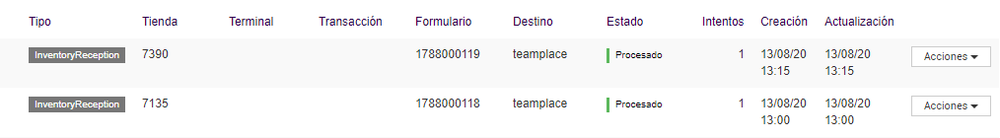 Tipo Tienda Terminal Transacción Formulario Destino Estado Intentos Creación Actualización
InventoryReception 7390 1788000119 teamplace Procesado 1 13/08/20 13/08/20 Acciones
13:15 13:15
InventoryReception 7135 1788000118 teamplace Procesado 1 13/08/20 13/08/20 Acciones
13:00 13:00